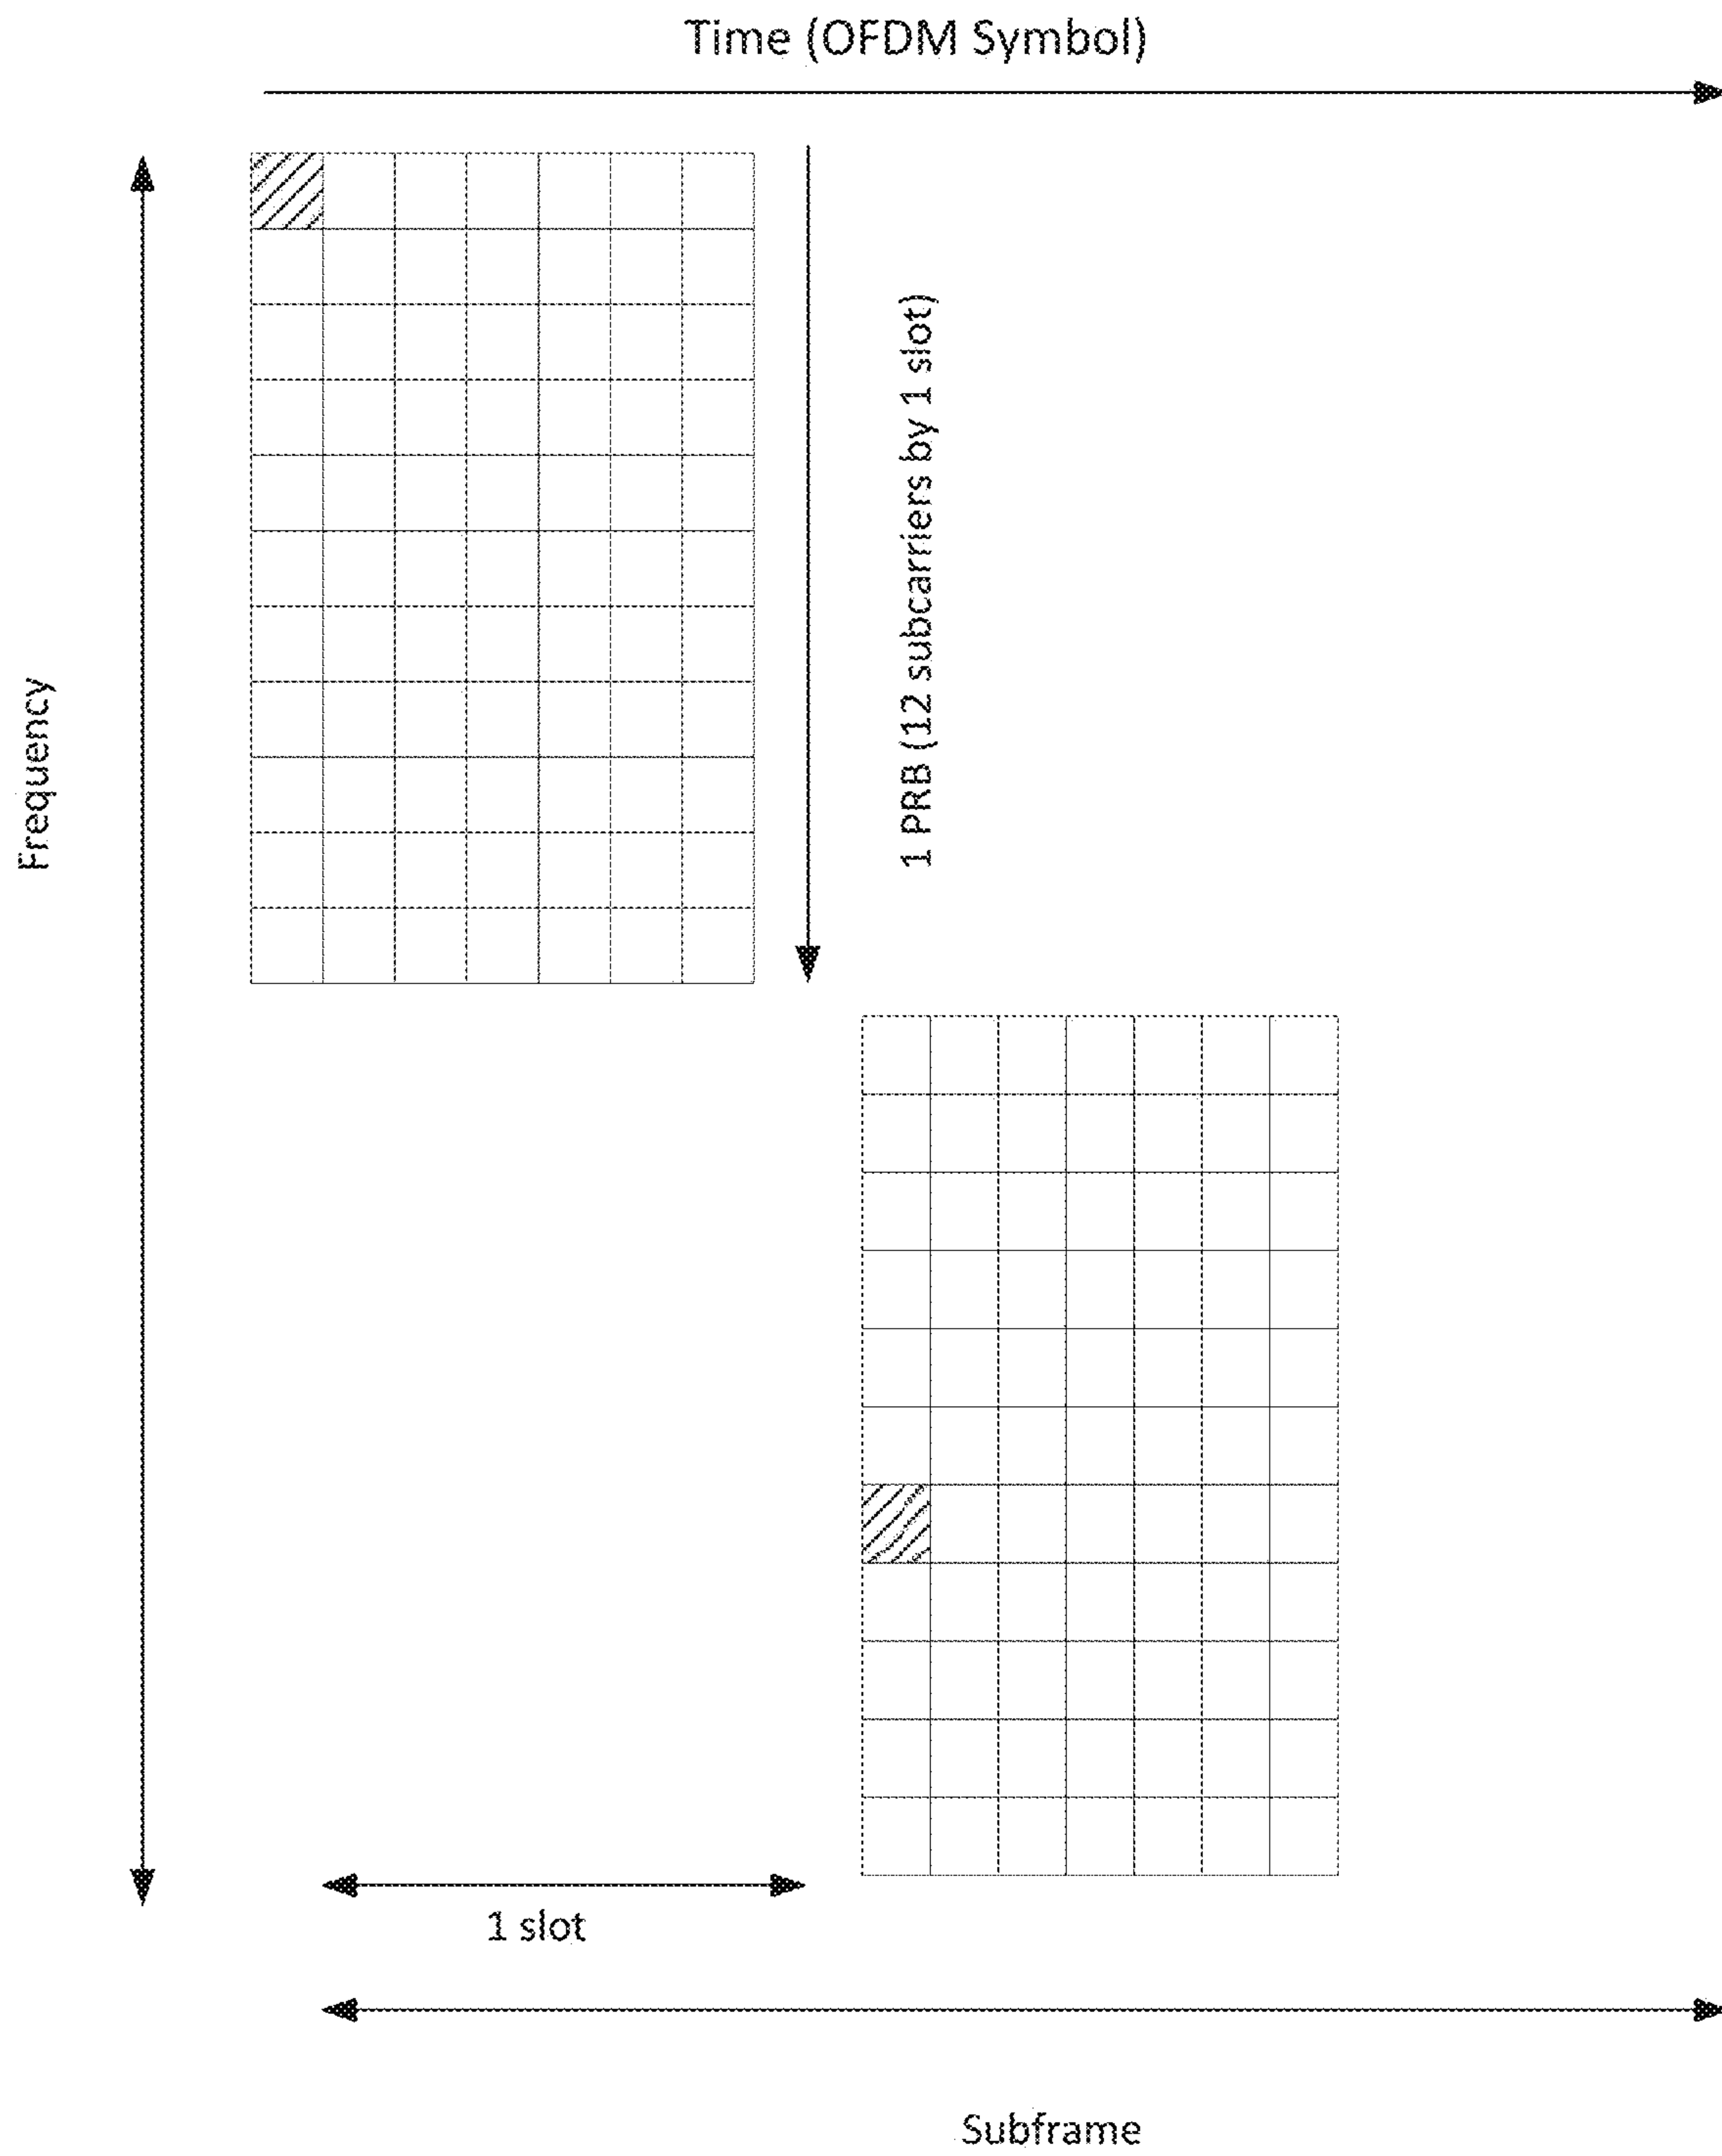 Time (OFDM Symbol)
Frequency
1 PRB (12 subcarriers by 1 slot)
1 slot
Subframe